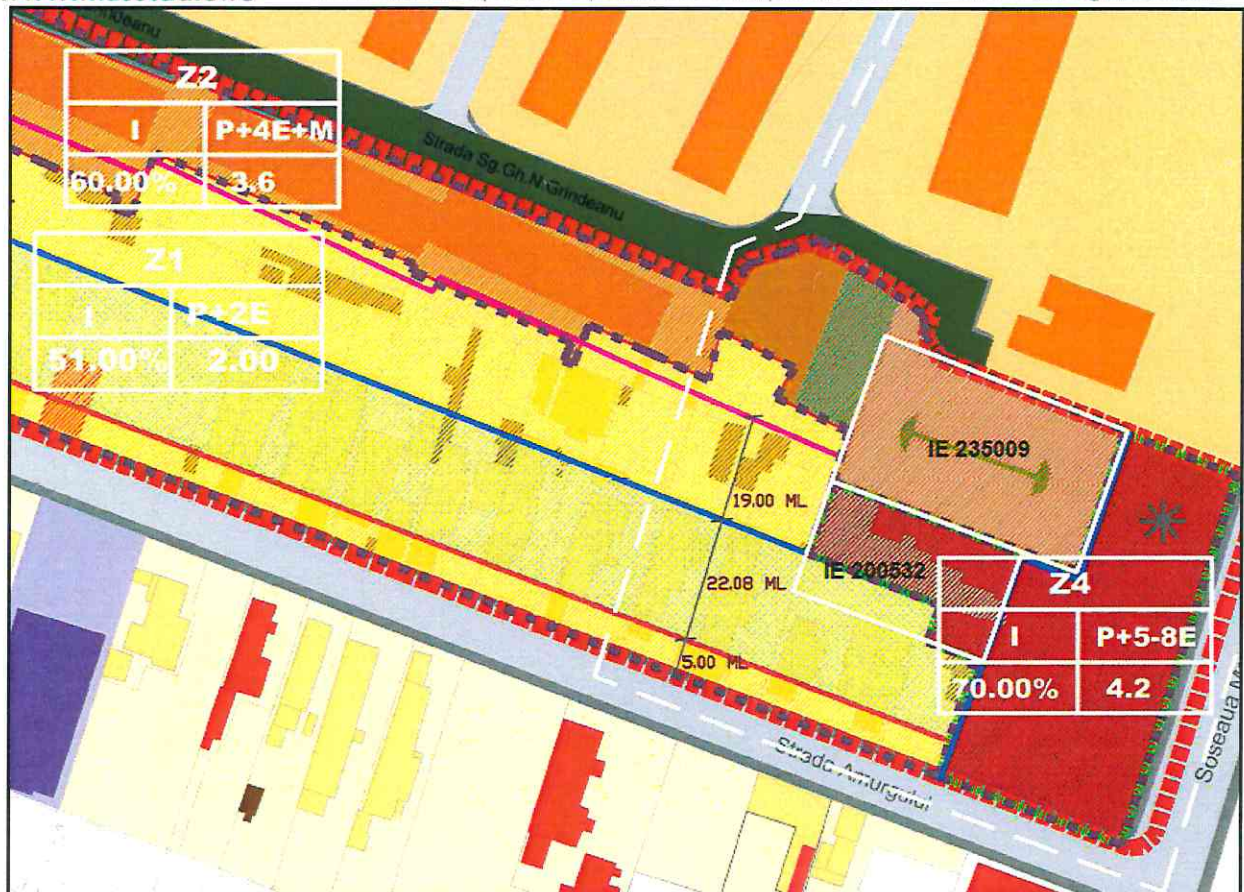 Z2
I P+4E+M
60.00% 3.6
Strada Sg.Gh.N.Grindeanu
Z1
I P+2E
51.00% 2.00
IE 235009
19.00 ML
IE 200532
22.08 ML
Z4
I P+5-8E
70.00% 4.2
5.00 ML
Strada Amurgului
Soseaua M